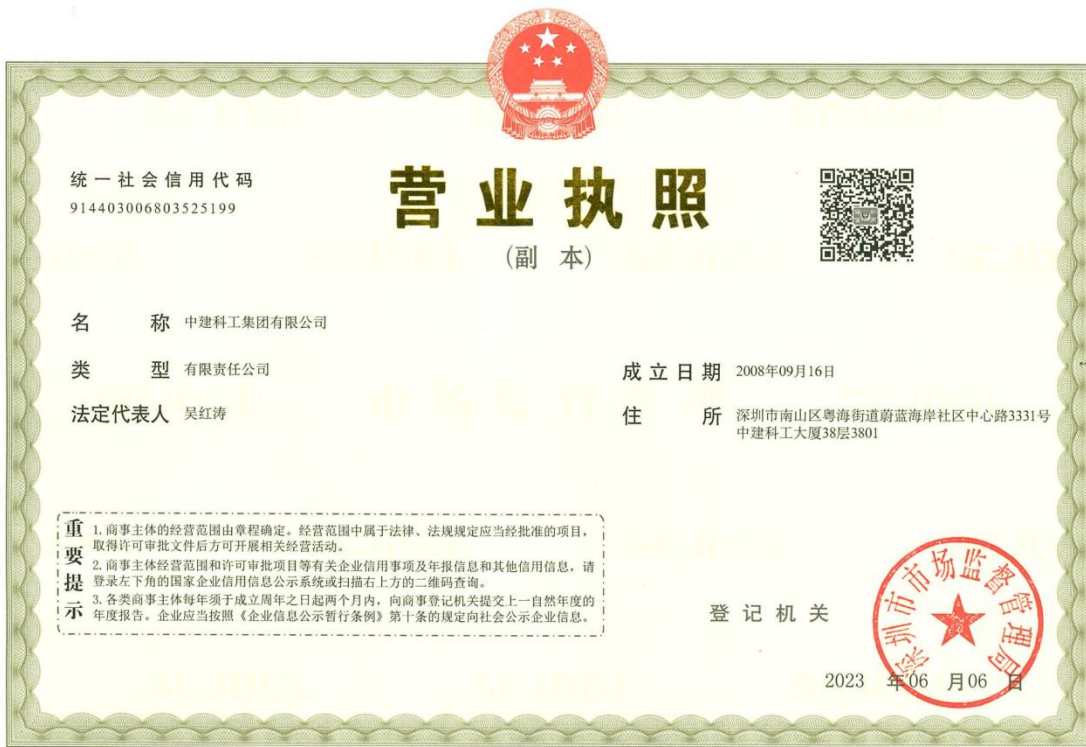 统一社会信用代码
914403006803525199
营业执照
(副 本)
名 称 中建科工集团有限公司
类 型 有限责任公司
法定代表人 吴红涛
成立日期 2008年09月16日
住 所 深圳市南山区粤海街道蔚蓝海岸社区中心路3331号
中建科工大厦38层3801
重要提示
1.商事主体的经营范围由章程确定。经营范围中属于法律、法规规定应当经批准的项目，
取得许可审批文件后方可开展相关经营活动。
2.商事主体经营范围和许可审批项目等有关企业信用事项及年报信息和其他信用信息，请
登录左下角的国家企业信用信息公示系统或扫描右上方的二维码查询。
3.各类商事主体每年须于成立周年之日起两个月内，向商事登记机关提交上一自然年度的
年度报告。企业应当按照《企业信息公示暂行条例》第十条的规定向社会公示企业信息。
登记机关
深圳市市场监督管理局
2023 年06 月06 日
SCJDGL